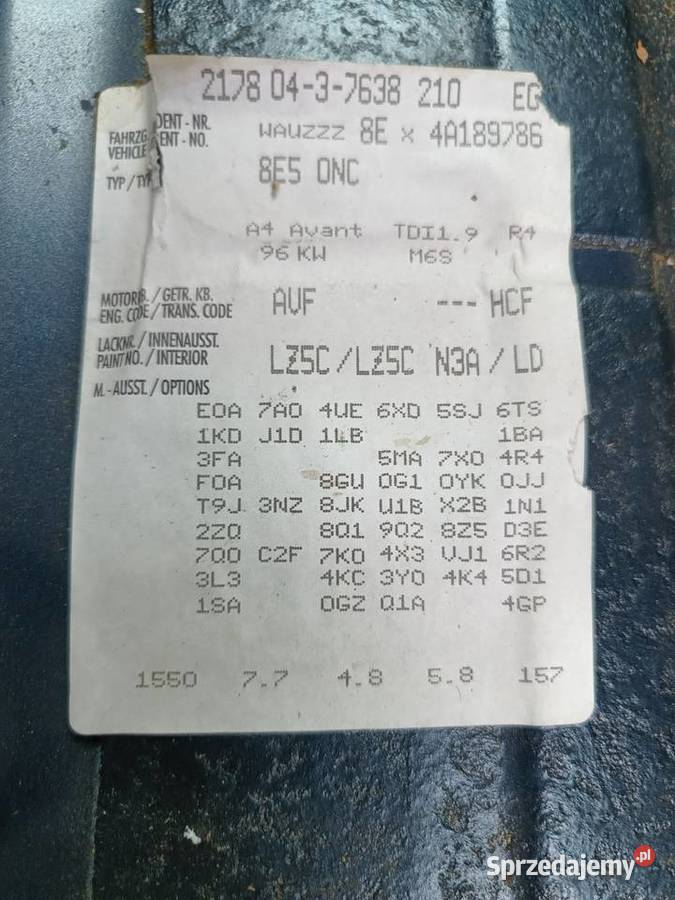 2178 04-3-7638 210 EG
FAHRZG. IDENT-NR. WAUZZZ 8E x 4A189786
VEHICLE IDENT-NO.
TYP/TYP 8E5 0NC
A4 Avant TDI1.9 R4
96 KW M6S
MOTORB./GETR. KB. AVF --- HCF
ENG. CODE/TRANS. CODE
LACKNR./INNENAUSST.
PAINT NO./INTERIOR LZ5C/LZ5C N3A/LD
M.-AUSST./OPTIONS
E0A 7A0 4UE 6XD 5SJ 6TS
1KD J1D 1LB 1BA
3FA 5MA 7X0 4R4
F0A 8GU 0G1 0YK 0JJ
T9J 3NZ 8JK U1B X2B 1N1
2ZQ 8Q1 9Q2 8Z5 D3E
7Q0 C2F 7K0 4X3 VJ1 6R2
3L3 4KC 3Y0 4K4 5D1
1SA 0GZ Q1A 4GP
1550 7.7 4.8 5.8 157
Sprzedajemy.pl